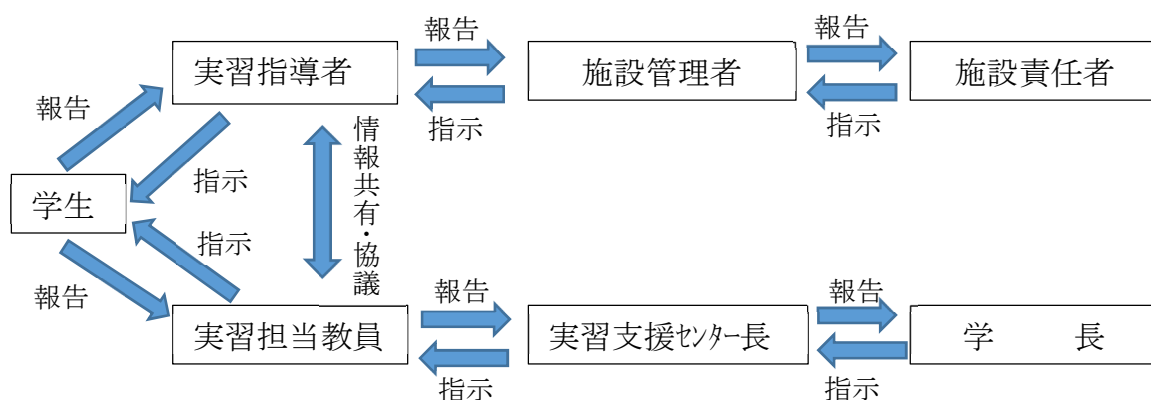 報告
報告
実習指導者
施設管理者
施設責任者
報告
指示
指示
情報共有・協議
指示
学生
指示
報告
報告
報告
実習担当教員
実習支援ｾﾝﾀｰ長
学　　長
指示
指示